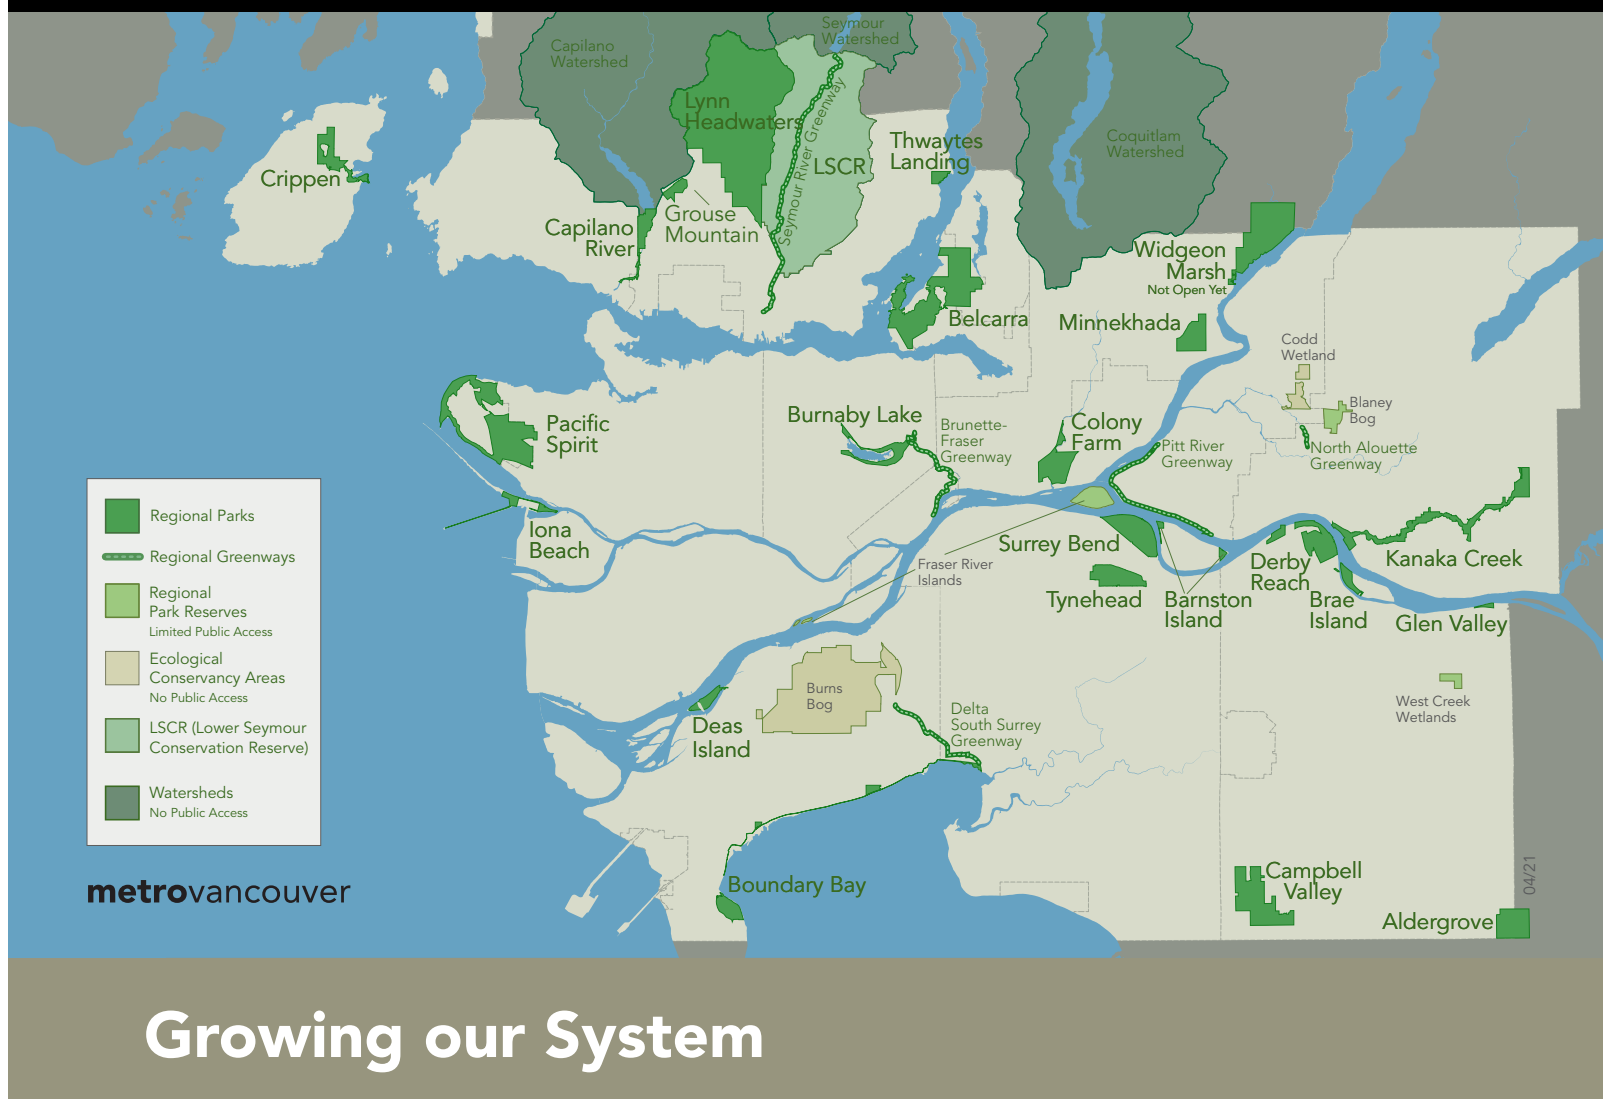 Capilano
Watershed
Seymour
Watershed
Lynn
Headwaters
Seymour River Greenway
LSCR
Thwaytes
Landing
Coquitlam
Watershed
Crippen
Capilano
River
Grouse
Mountain
Widgeon
Marsh
Not Open Yet
Belcarra
Minnekhada
Codd
Wetland
Blaney
Bog
North Alouette
Greenway
Pacific
Spirit
Burnaby Lake
Brunette-
Fraser
Greenway
Colony
Farm
Pitt River
Greenway
Iona
Beach
Surrey Bend
Fraser River
Islands
Tynehead
Barnston
Island
Derby
Reach
Brae
Island
Kanaka Creek
Glen Valley
Burns
Bog
Deas
Island
Delta
South Surrey
Greenway
West Creek
Wetlands
Boundary Bay
Campbell
Valley
Aldergrove
04/21
Regional Parks
Regional Greenways
Regional
Park Reserves
Limited Public Access
Ecological
Conservancy Areas
No Public Access
LSCR (Lower Seymour
Conservation Reserve)
Watersheds
No Public Access
metrovancouver
Growing our System